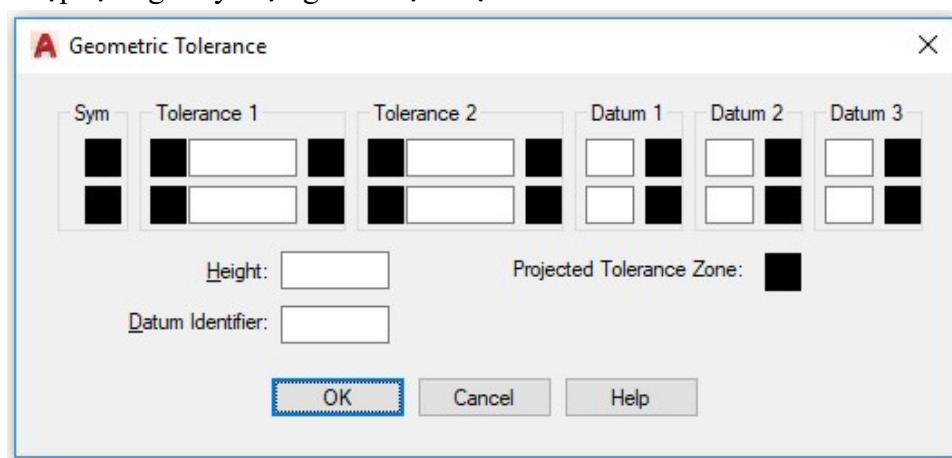 Geometric Tolerance
Sym Tolerance 1 Tolerance 2 Datum 1 Datum 2 Datum 3
Height: Projected Tolerance Zone:
Datum Identifier:
OK Cancel Help